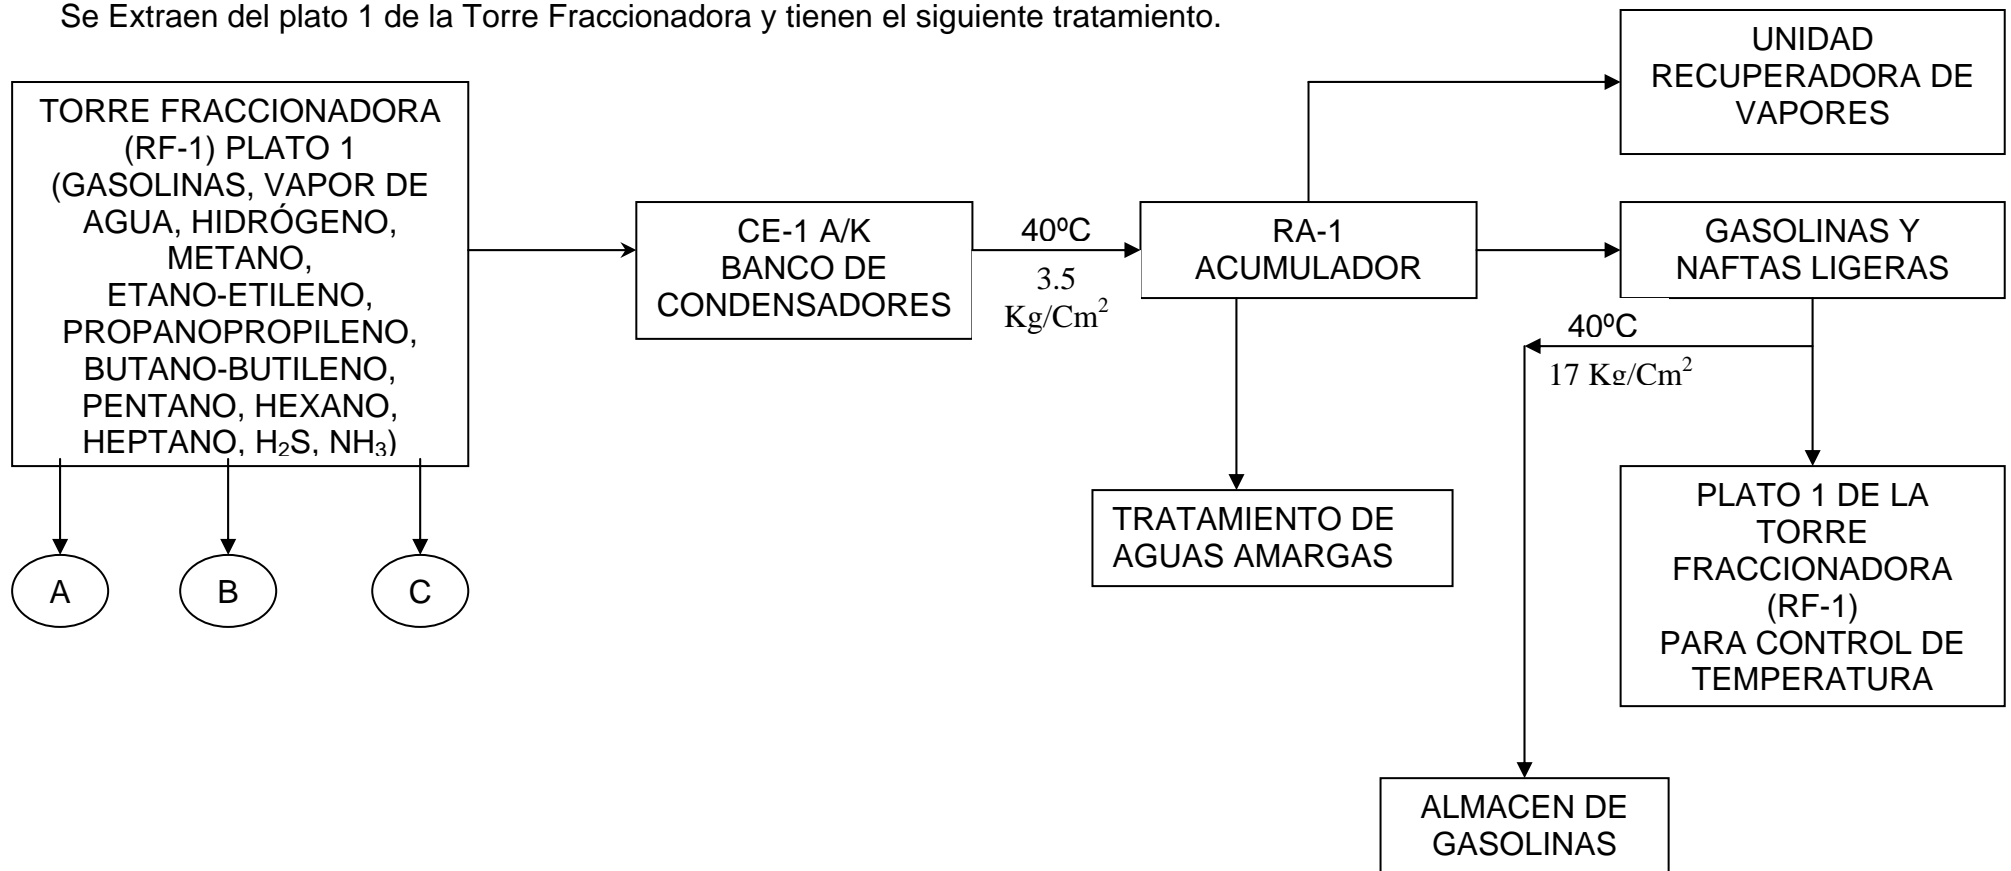 Se Extraen del plato 1 de la Torre Fraccionadora y tienen el siguiente tratamiento.
TORRE FRACCIONADORA
(RF-1) PLATO 1
(GASOLINAS, VAPOR DE
AGUA, HIDRÓGENO,
METANO,
ETANO-ETILENO,
PROPANOPROPILENO,
BUTANO-BUTILENO,
PENTANO, HEXANO,
HEPTANO, H₂S, NH₃)
A
B
C
CE-1 A/K
BANCO DE
CONDENSADORES
40ºC
3.5
Kg/Cm²
RA-1
ACUMULADOR
UNIDAD
RECUPERADORA DE
VAPORES
GASOLINAS Y
NAFTAS LIGERAS
40ºC
17 Kg/Cm²
TRATAMIENTO DE
AGUAS AMARGAS
PLATO 1 DE LA
TORRE
FRACCIONADORA
(RF-1)
PARA CONTROL DE
TEMPERATURA
ALMACEN DE
GASOLINAS